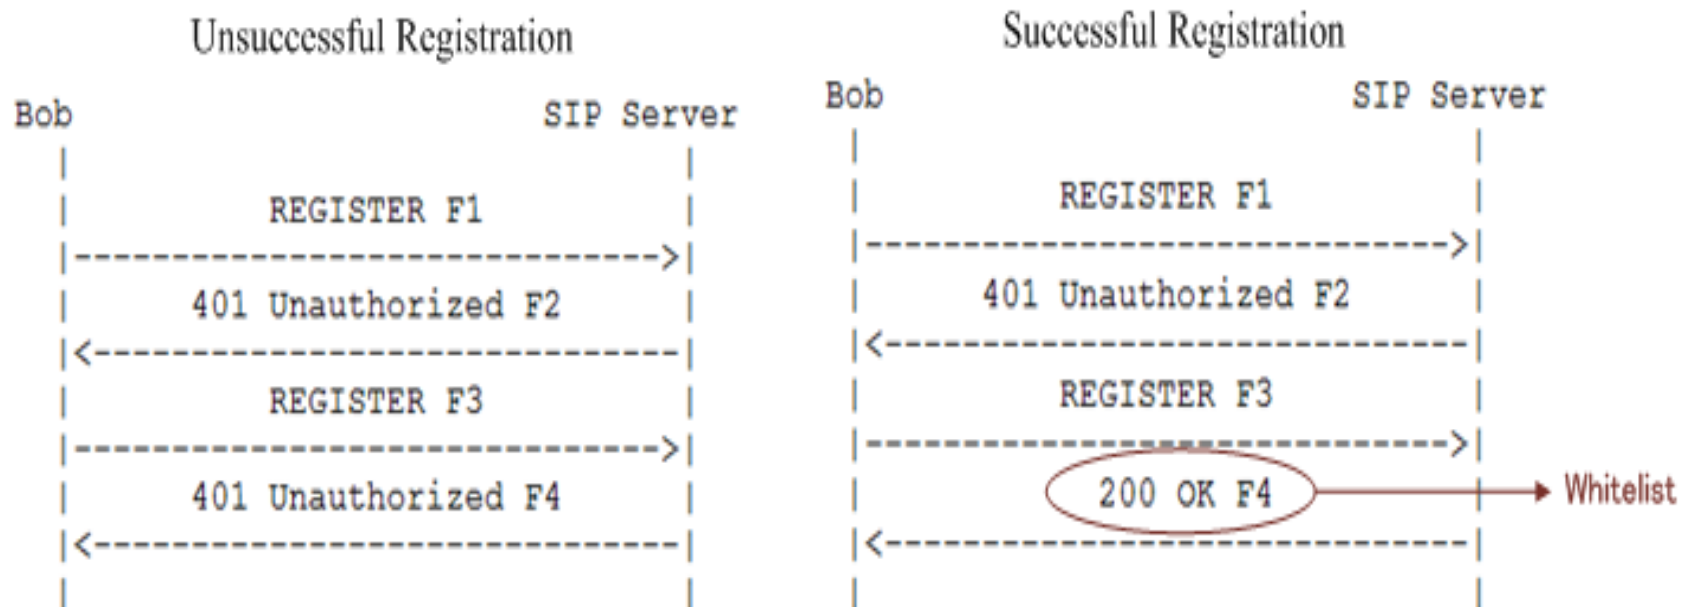 Unsuccessful Registration
Bob SIP Server
REGISTER F1
401 Unauthorized F2
REGISTER F3
401 Unauthorized F4
Successful Registration
Bob SIP Server
REGISTER F1
401 Unauthorized F2
REGISTER F3
200 OK F4 Whitelist